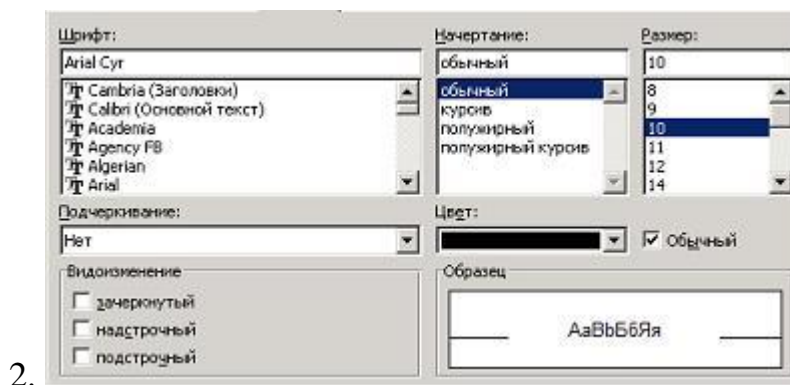 Шрифт: Начертание: Размер:
Arial Cyr обычный 10
Cambria (Заголовки) обычный 8
Calibri (Основной текст) курсив 9
Academia полужирный 10
Agency FB полужирный курсив 11
Algerian 12
Arial 14
Подчеркивание: Цвет:
Нет Обычный
Видоизменение Образец
зачеркнутый
надстрочный АаВbБбЯя
подстрочный
2.